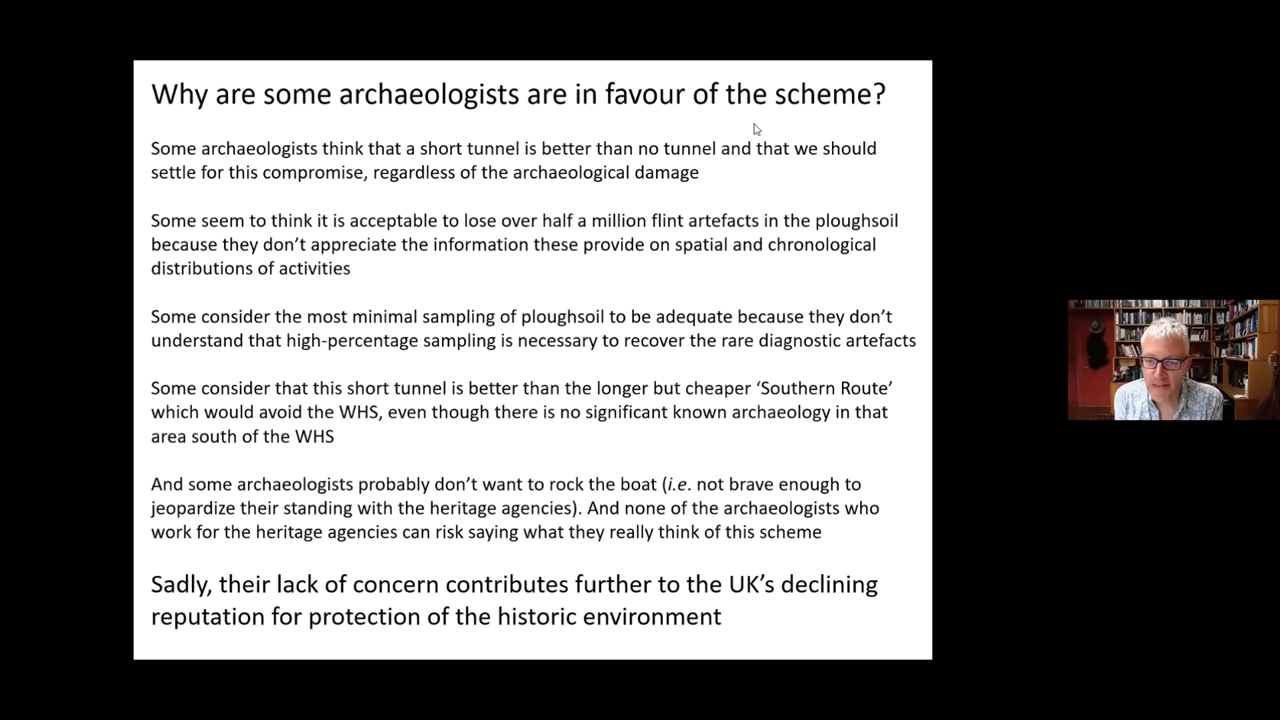 Why are some archaeologists are in favour of the scheme?
Some archaeologists think that a short tunnel is better than no tunnel and that we should
settle for this compromise, regardless of the archaeological damage
Some seem to think it is acceptable to lose over half a million flint artefacts in the ploughsoil
because they don’t appreciate the information these provide on spatial and chronological
distributions of activities
Some consider the most minimal sampling of ploughsoil to be adequate because they don’t
understand that high-percentage sampling is necessary to recover the rare diagnostic artefacts
Some consider that this short tunnel is better than the longer but cheaper ‘Southern Route’
which would avoid the WHS, even though there is no significant known archaeology in that
area south of the WHS
And some archaeologists probably don’t want to rock the boat (i.e. not brave enough to
jeopardize their standing with the heritage agencies). And none of the archaeologists who
work for the heritage agencies can risk saying what they really think of this scheme
Sadly, their lack of concern contributes further to the UK’s declining
reputation for protection of the historic environment